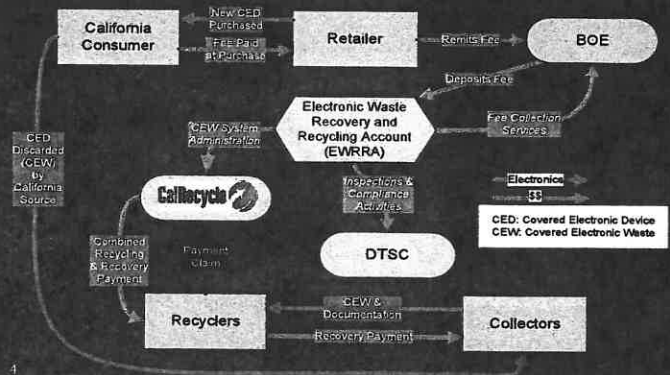 New CED
Purchased
California
Consumer
Fee Paid
at Purchase
Retailer
Remits Fee
BOE
Deposits Fee
Electronic Waste
Recovery and
Recycling Account
(EWRRA)
Fee Collection
Services
CEW System
Administration
CED
Discarded
(CEW)
by
California
Source
CalRecycle
Inspections &
Compliance
Activities
Electronics
$$
CED: Covered Electronic Device
CEW: Covered Electronic Waste
Combined
Recycling
& Recovery
Payment
Payment
Claim
DTSC
CEW &
Documentation
Recyclers
Recovery Payment
Collectors
4